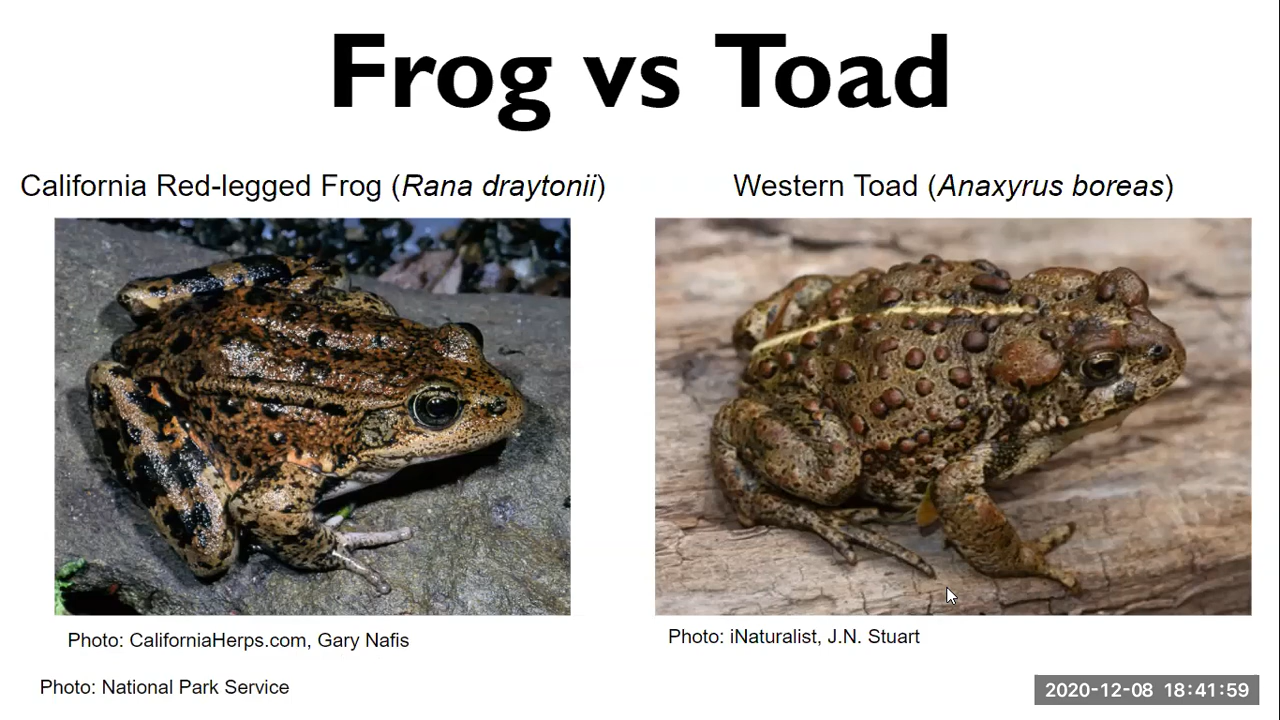 Frog vs Toad
California Red-legged Frog (Rana draytonii)
Western Toad (Anaxyrus boreas)
Photo: CaliforniaHerps.com, Gary Nafis
Photo: iNaturalist, J.N. Stuart
Photo: National Park Service
2020-12-08 18:41:59